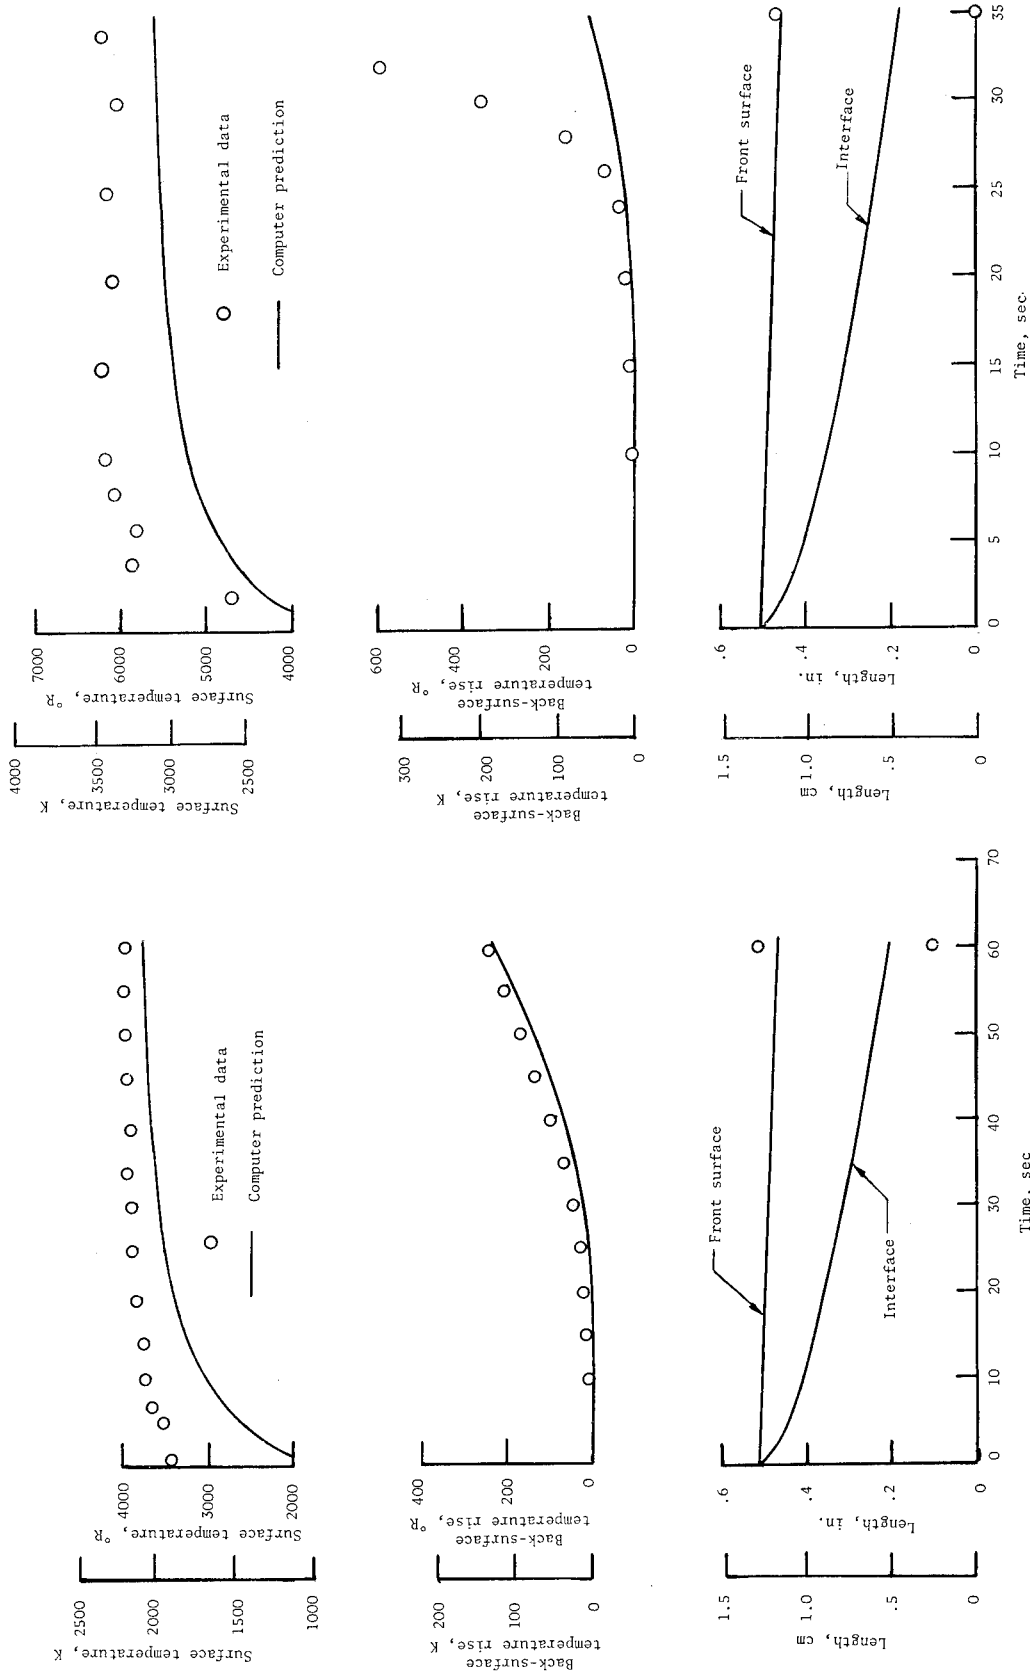 2500
2000
1500
1000
Surface temperature, K
4000
3000
2000
Surface temperature, °R
Experimental data
Computer prediction
200
100
0
Back-surface
temperature rise, K
400
200
0
Back-surface
temperature rise, °R
1.5
1.0
.5
0
Length, cm
.6
.4
.2
0
Length, in.
Front surface
Interface
0
10
20
30
40
50
60
70
Time, sec
4000
3500
3000
2500
Surface temperature, K
7000
6000
5000
4000
Surface temperature, °R
Experimental data
Computer prediction
300
200
100
0
Back-surface
temperature rise, K
600
400
200
0
Back-surface
temperature rise, °R
1.5
1.0
.5
0
Length, cm
.6
.4
.2
0
Length, in.
Front surface
Interface
0
5
10
15
20
25
30
35
Time, sec.